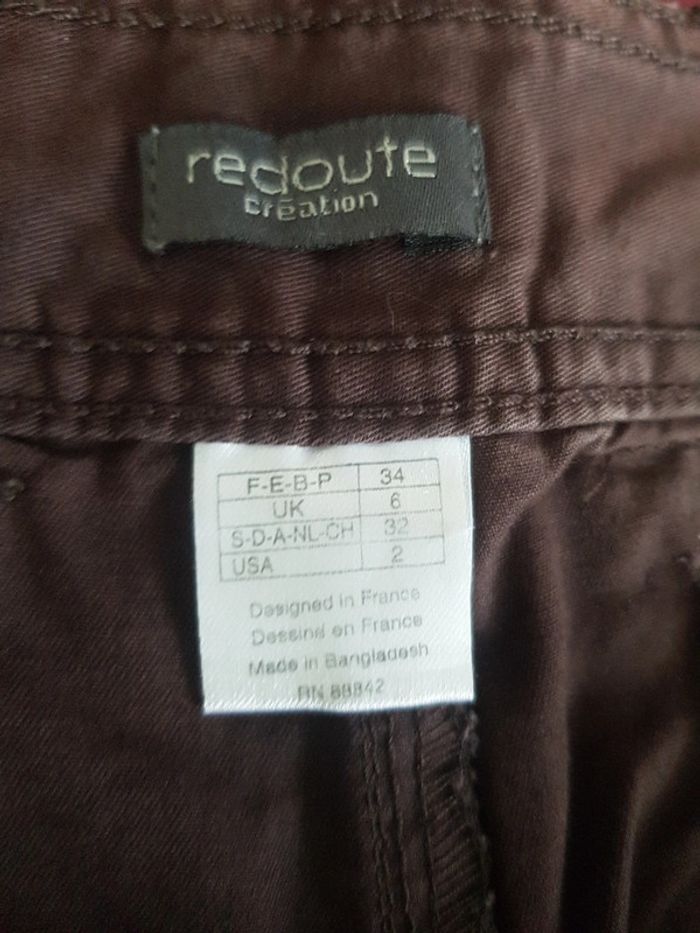 redoute
création
F-E-B-P 34
UK 6
S-D-A-NL-CH 32
USA 2
Designed in France
Dessiné en France
Made in Bangladesh
RN 88842